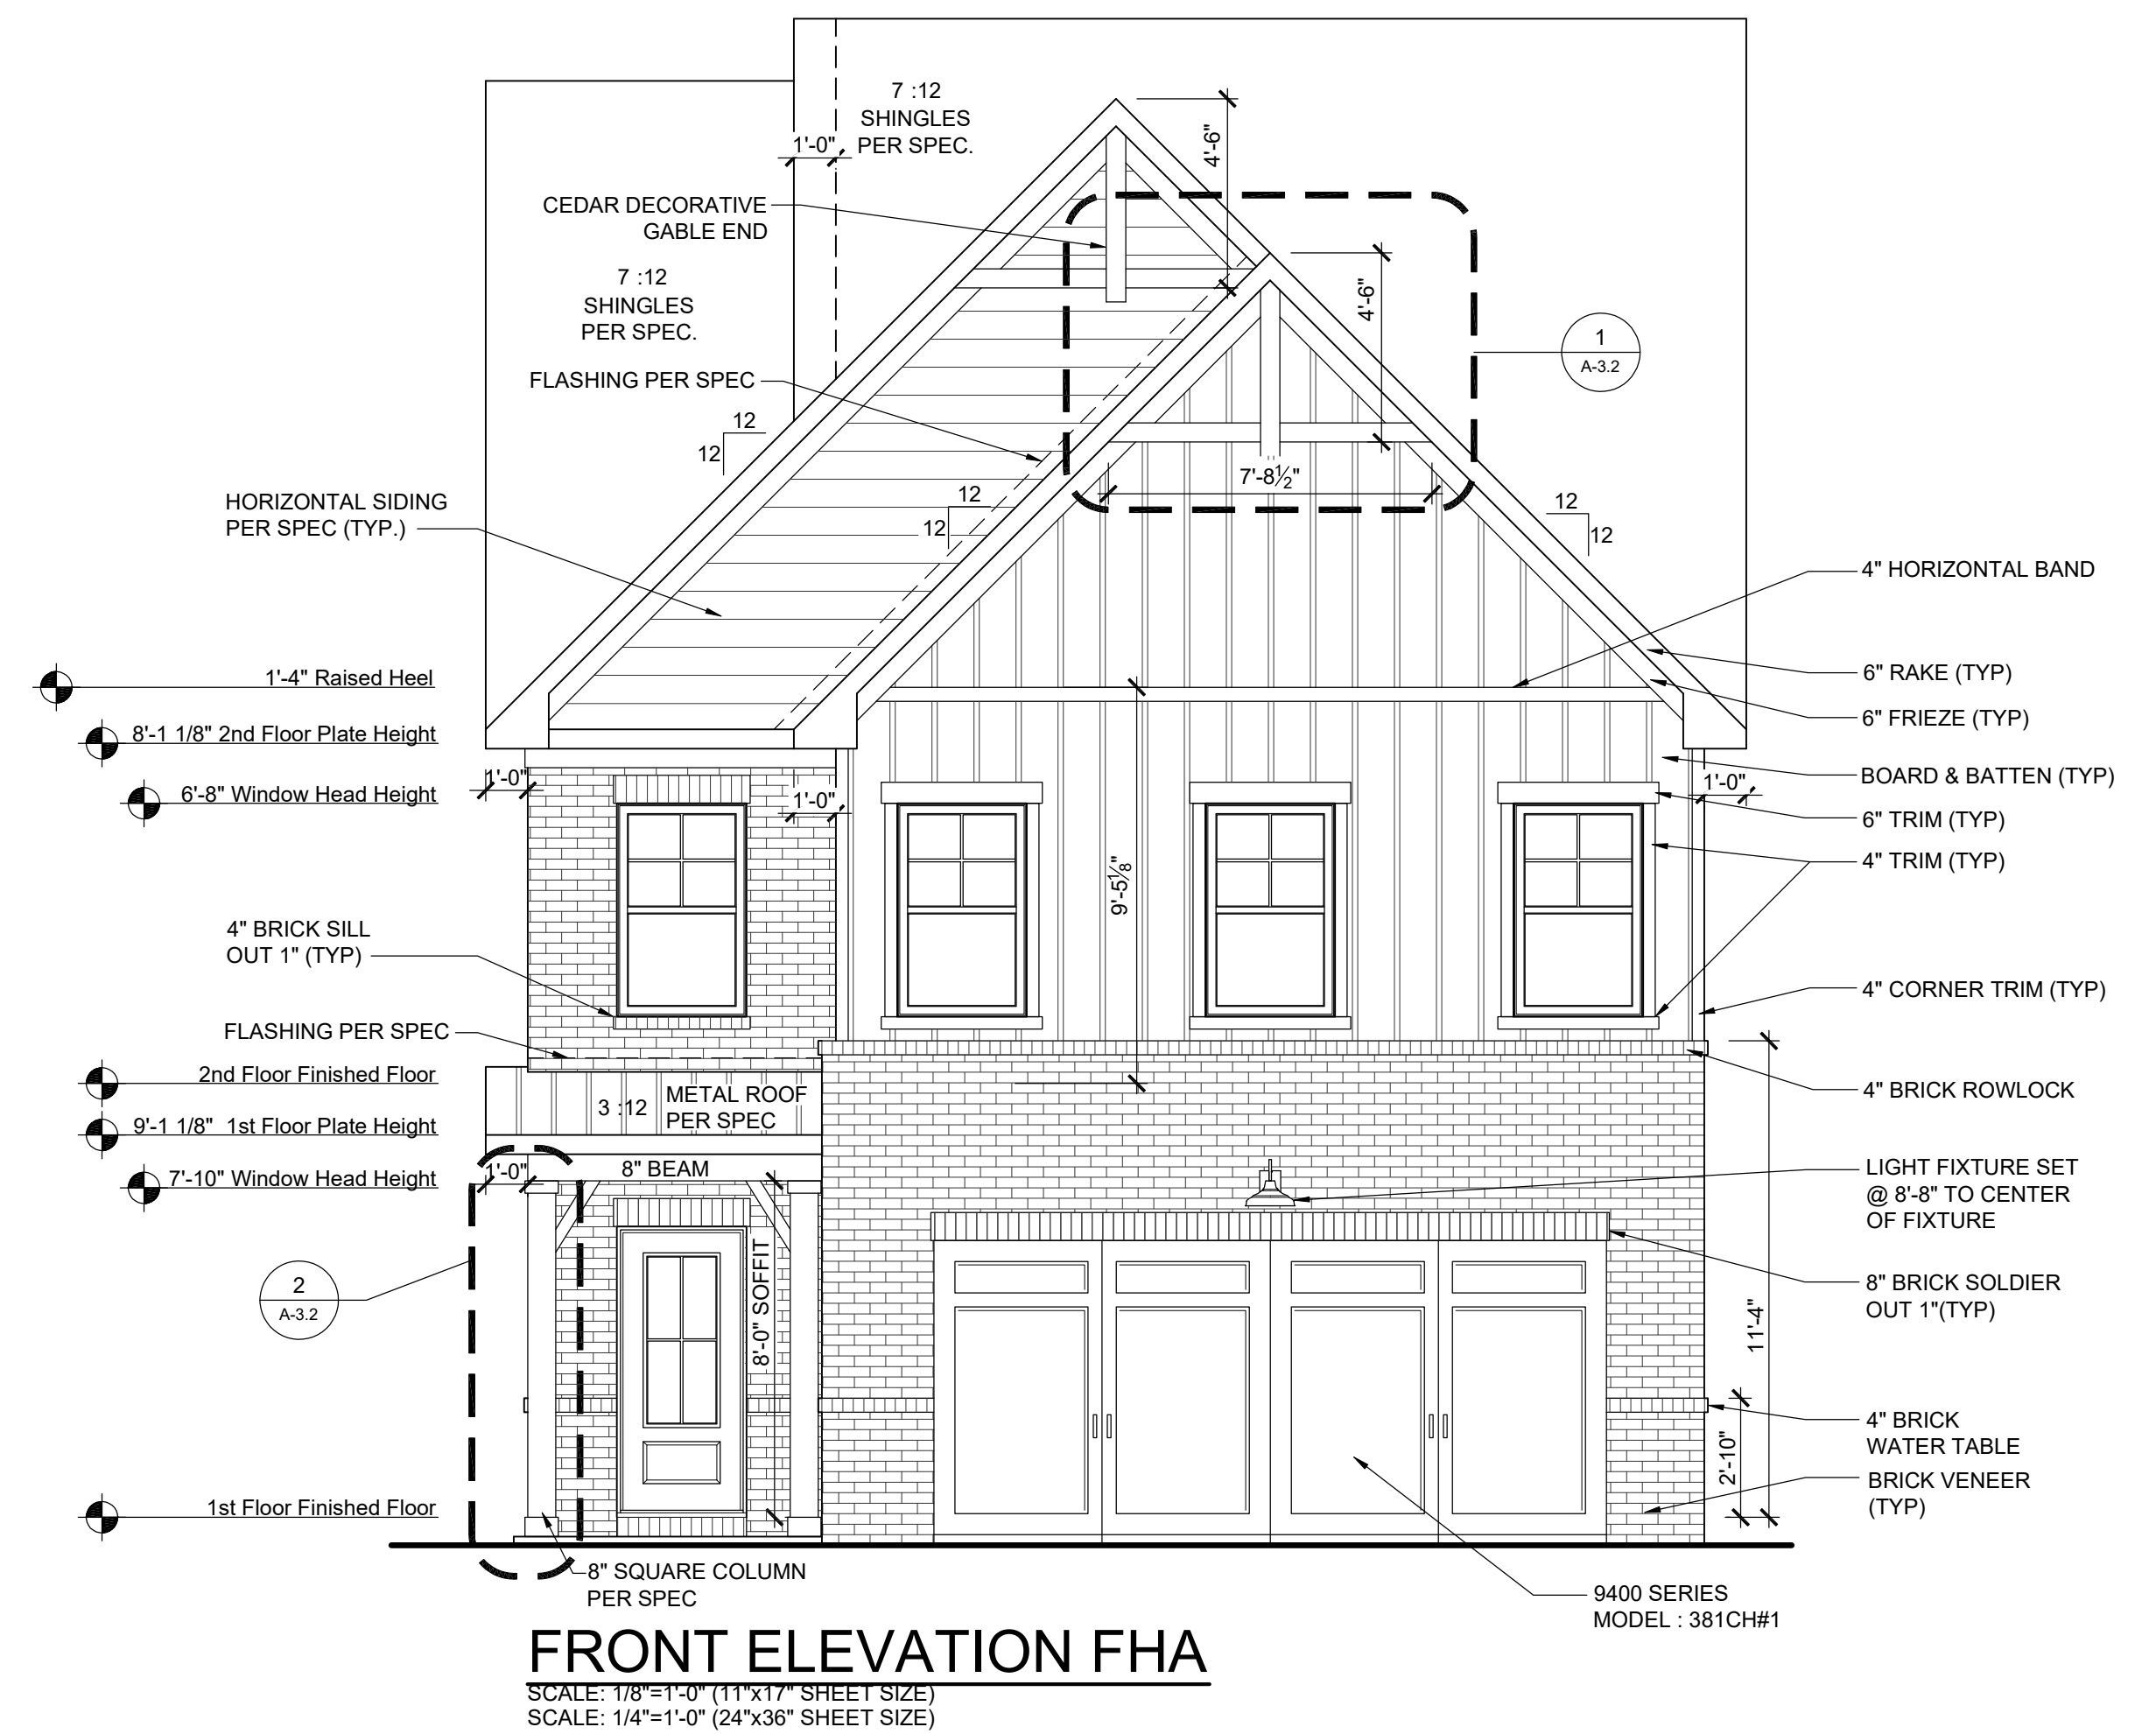 7 :12
SHINGLES
PER SPEC.
1'-0"
4'-6"
CEDAR DECORATIVE
GABLE END
7 :12
SHINGLES
PER SPEC.
4'-6"
1
A-3.2
FLASHING PER SPEC
12
12
7'-8½"
HORIZONTAL SIDING
PER SPEC (TYP.)
12
12
12
12
4" HORIZONTAL BAND
1'-4" Raised Heel
6" RAKE (TYP)
6" FRIEZE (TYP)
8'-1 1/8" 2nd Floor Plate Height
BOARD & BATTEN (TYP)
1'-0"
1'-0"
1'-0"
6'-8" Window Head Height
6" TRIM (TYP)
4" TRIM (TYP)
9'-5⅛"
4" BRICK SILL
OUT 1" (TYP)
4" CORNER TRIM (TYP)
FLASHING PER SPEC
2nd Floor Finished Floor
3 :12
METAL ROOF
PER SPEC
4" BRICK ROWLOCK
9'-1 1/8" 1st Floor Plate Height
7'-10" Window Head Height
1'-0"
8" BEAM
LIGHT FIXTURE SET
@ 8'-8" TO CENTER
OF FIXTURE
2
A-3.2
8'-0" SOFFIT
8" BRICK SOLDIER
OUT 1"(TYP)
11'-4"
4" BRICK
WATER TABLE
2'-10"
BRICK VENEER
(TYP)
1st Floor Finished Floor
8" SQUARE COLUMN
PER SPEC
9400 SERIES
MODEL : 381CH#1
FRONT ELEVATION FHA
SCALE: 1/8"=1'-0" (11"x17" SHEET SIZE)
SCALE: 1/4"=1'-0" (24"x36" SHEET SIZE)